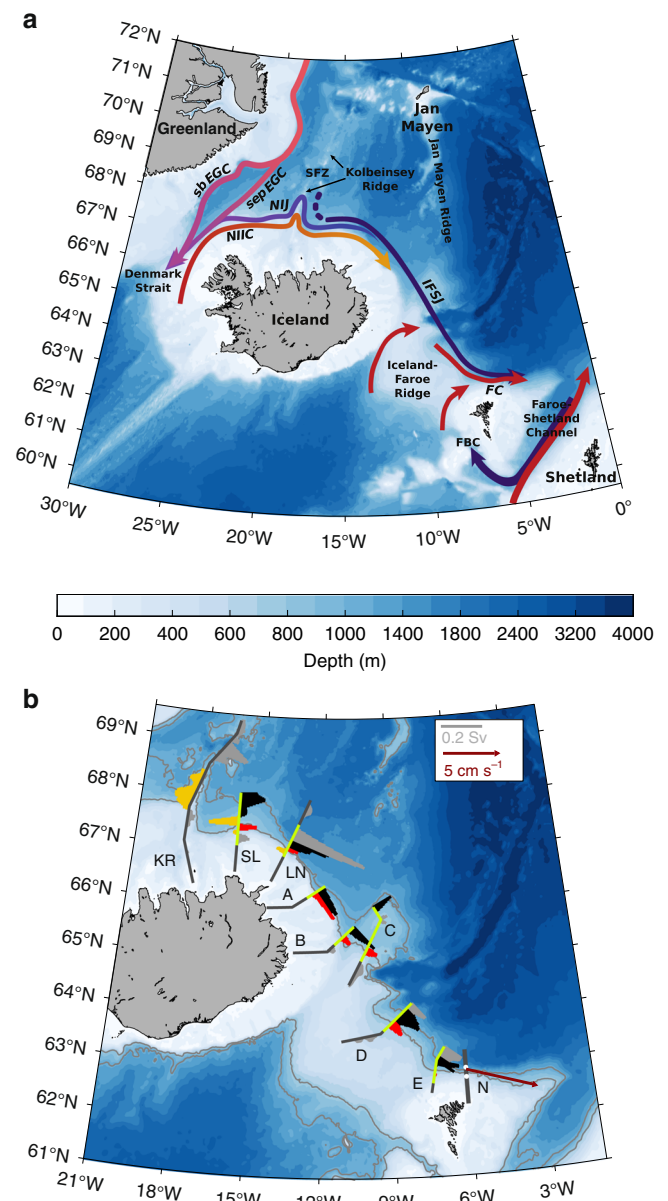 a
72°N
71°N
70°N
69°N
68°N
67°N
66°N
65°N
64°N
63°N
62°N
61°N
60°N
Greenland
Jan
Mayen
Jan Mayen Ridge
SFZ
Kolbeinsey
Ridge
sb EGC
sep EGC
NIJ
NIIC
Denmark
Strait
Iceland
IFSJ
Iceland-
Faroe
Ridge
FC
Faroe-
Shetland
Channel
FBC
Shetland
30°W
25°W
20°W
15°W
10°W
5°W
0°
0 200 400 600 800 1000 1400 1800 2400 3200 4000
Depth (m)
b
69°N
68°N
67°N
66°N
65°N
64°N
63°N
62°N
61°N
0.2 Sv
5 cm s⁻¹
KR
SL
LN
A
B
C
D
E
N
21°W
18°W
15°W
12°W
9°W
6°W
3°W